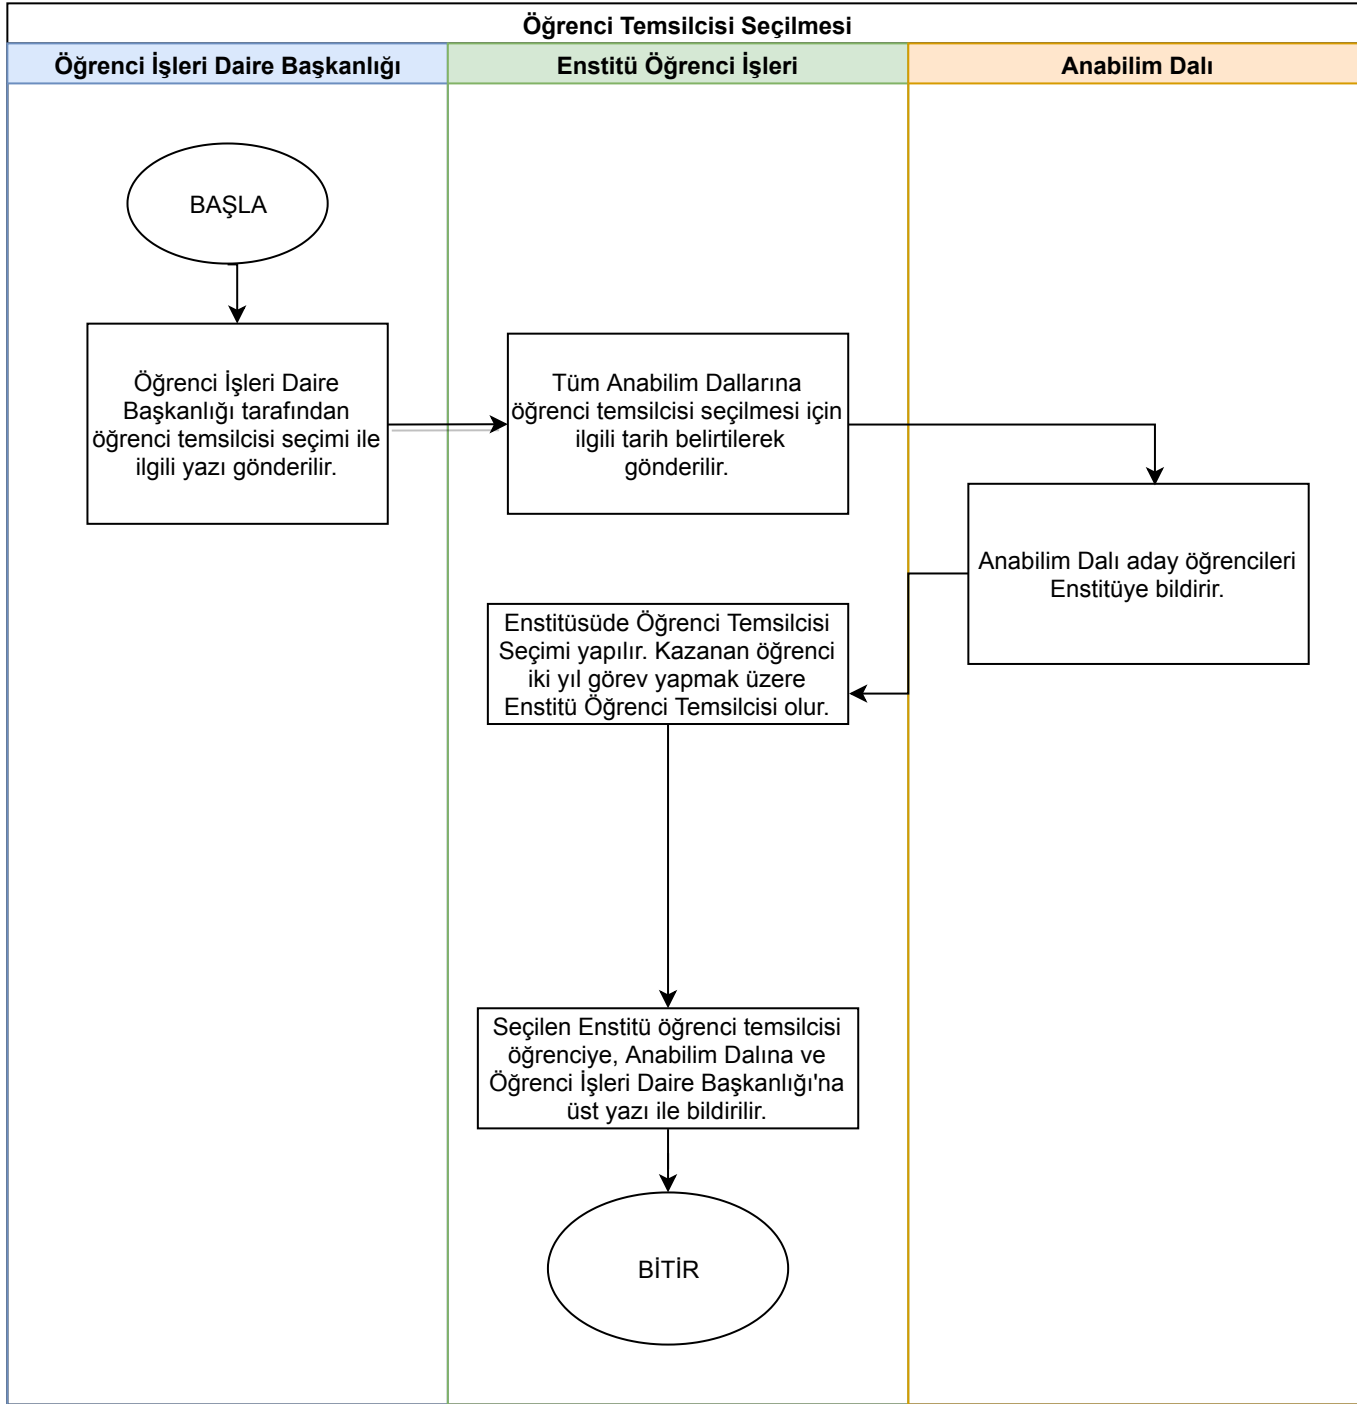 Öğrenci Temsilcisi Seçilmesi
Öğrenci İşleri Daire Başkanlığı
Enstitü Öğrenci İşleri
Anabilim Dalı
BAŞLA
Öğrenci İşleri Daire
Başkanlığı tarafından
öğrenci temsilcisi seçimi ile
ilgili yazı gönderilir.
Tüm Anabilim Dallarına
öğrenci temsilcisi seçilmesi için
ilgili tarih belirtilerek
gönderilir.
Anabilim Dalı aday öğrencileri
Enstitüye bildirir.
Enstitüsüde Öğrenci Temsilcisi
Seçimi yapılır. Kazanan öğrenci
iki yıl görev yapmak üzere
Enstitü Öğrenci Temsilcisi olur.
Seçilen Enstitü öğrenci temsilcisi
öğrenciye, Anabilim Dalına ve
Öğrenci İşleri Daire Başkanlığı'na
üst yazı ile bildirilir.
BİTİR